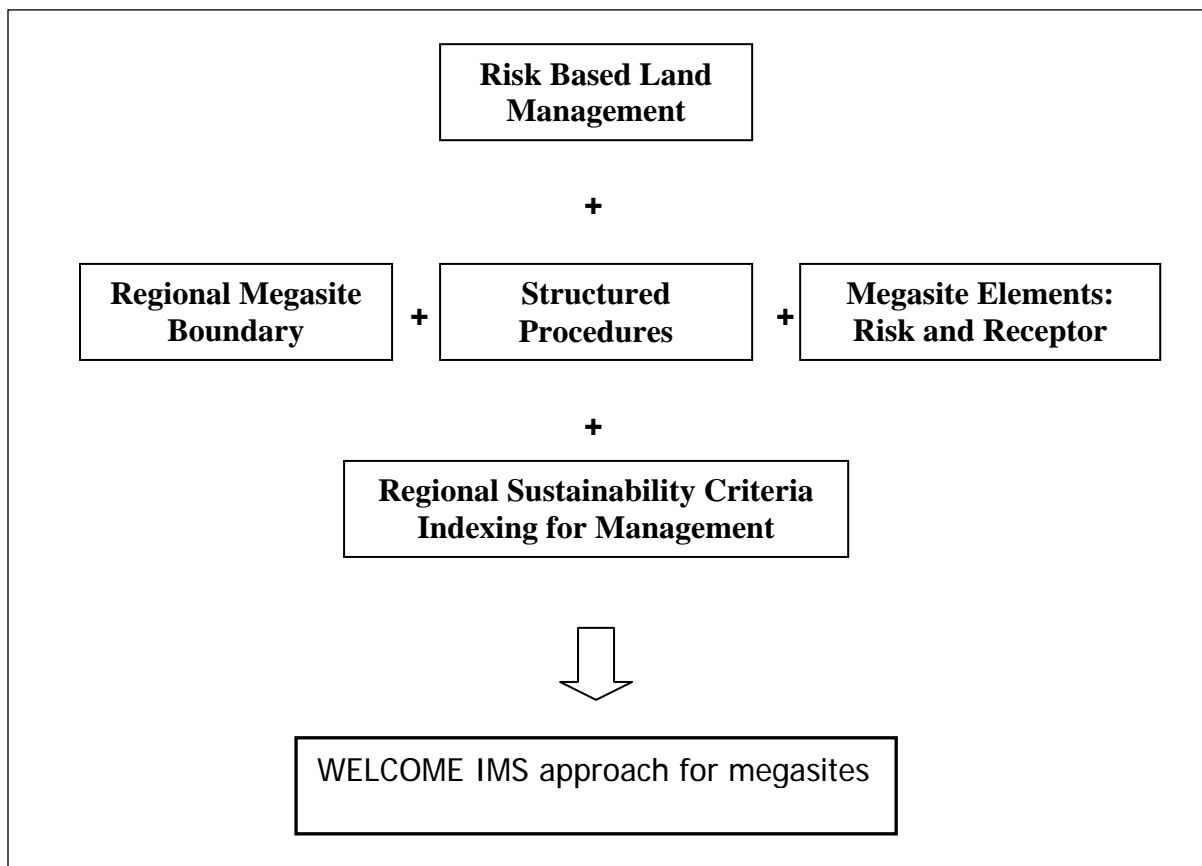 Risk Based Land
Management
+
Regional Megasite
Boundary
+
Structured
Procedures
+
Megasite Elements:
Risk and Receptor
+
Regional Sustainability Criteria
Indexing for Management
WELCOME IMS approach for megasites